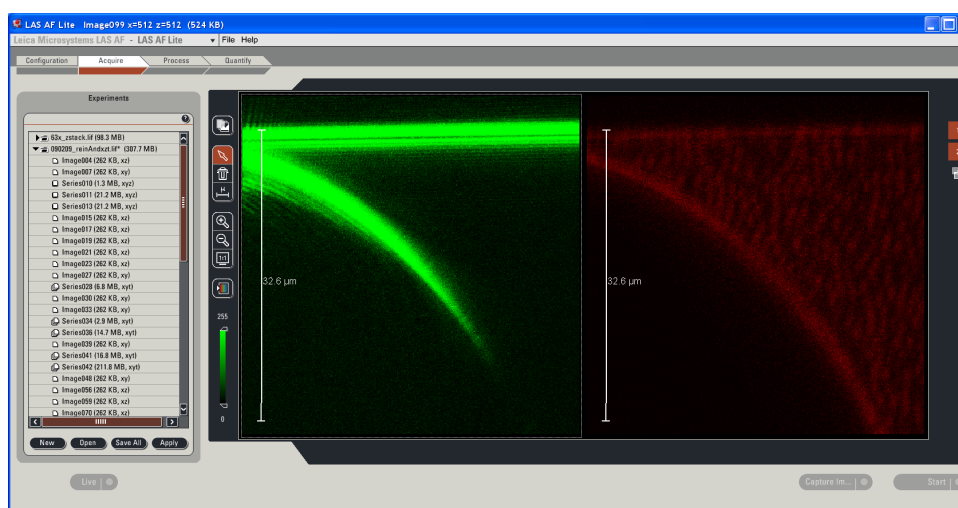 LAS AF Lite Image099 x=512 z=512 (524 KB)
Leica Microsystems LAS AF - LAS AF Lite File Help
Configuration Acquire Process Quantify
Experiments
63x_zstack.lif (98.3 MB)
090209_reinAndxzt.lif* (307.7 MB)
Image004 (262 KB, xz)
Image007 (262 KB, xy)
Series010 (1.3 MB, xyz)
Series011 (21.2 MB, xyz)
Series013 (21.2 MB, xyz)
Image015 (262 KB, xz)
Image017 (262 KB, xz)
Image019 (262 KB, xz)
Image021 (262 KB, xz)
Image023 (262 KB, xz)
Image027 (262 KB, xy)
Series028 (6.8 MB, xyt)
Image030 (262 KB, xz)
Image033 (262 KB, xz)
Series034 (2.9 MB, xyt)
Series036 (14.7 MB, xyt)
Image039 (262 KB, xz)
Series041 (16.8 MB, xyt)
Series042 (211.8 MB, xyt)
Image048 (262 KB, xy)
Image056 (262 KB, xz)
Image059 (262 KB, xz)
Image070 (262 KB, xz)
New Open Save All Apply
1:1
255
0
32.6 µm
32.6 µm
Live
Capture Im...
Start